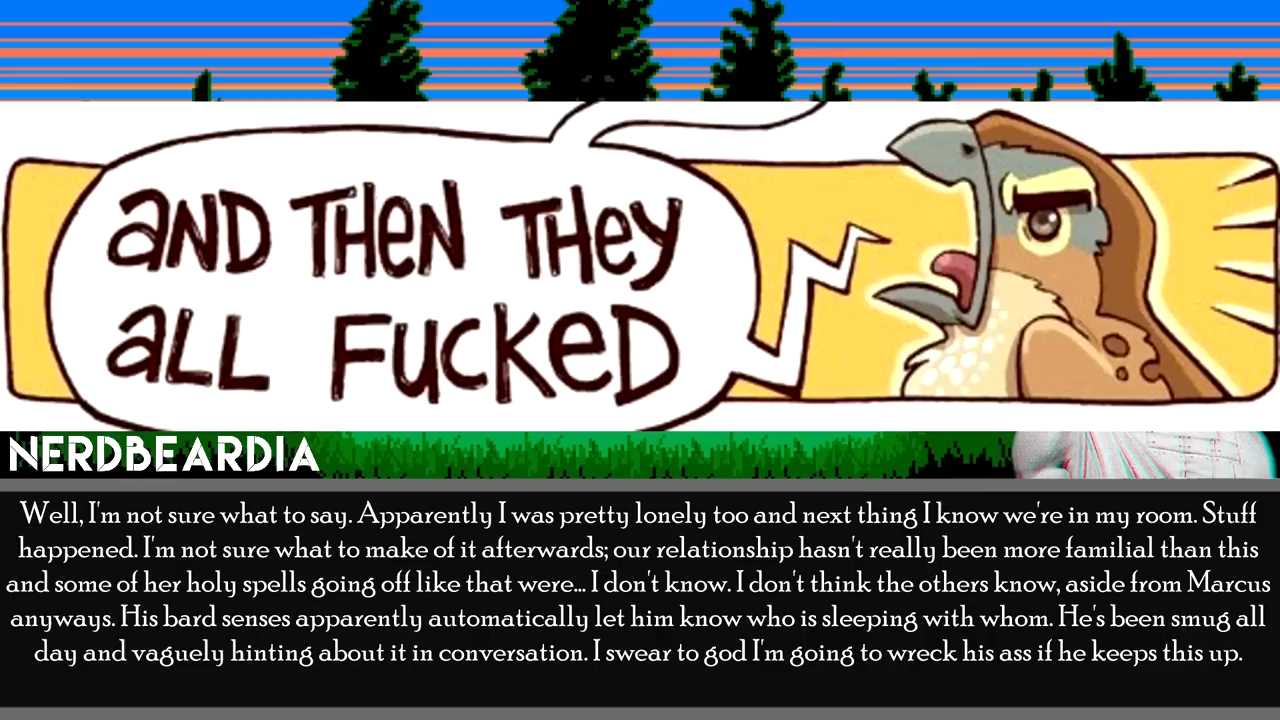 AND THEN THEY
ALL FUCKED
NERDBEARDIA
Well, I'm not sure what to say. Apparently I was pretty lonely too and next thing I know we're in my room. Stuff
happened. I'm not sure what to make of it afterwards; our relationship hasn't really been more familial than this
and some of her holy spells going off like that were... I don't know. I don't think the others know, aside from Marcus
anyways. His bard senses apparently automatically let him know who is sleeping with whom. He's been smug all
day and vaguely hinting about it in conversation. I swear to god I'm going to wreck his ass if he keeps this up.